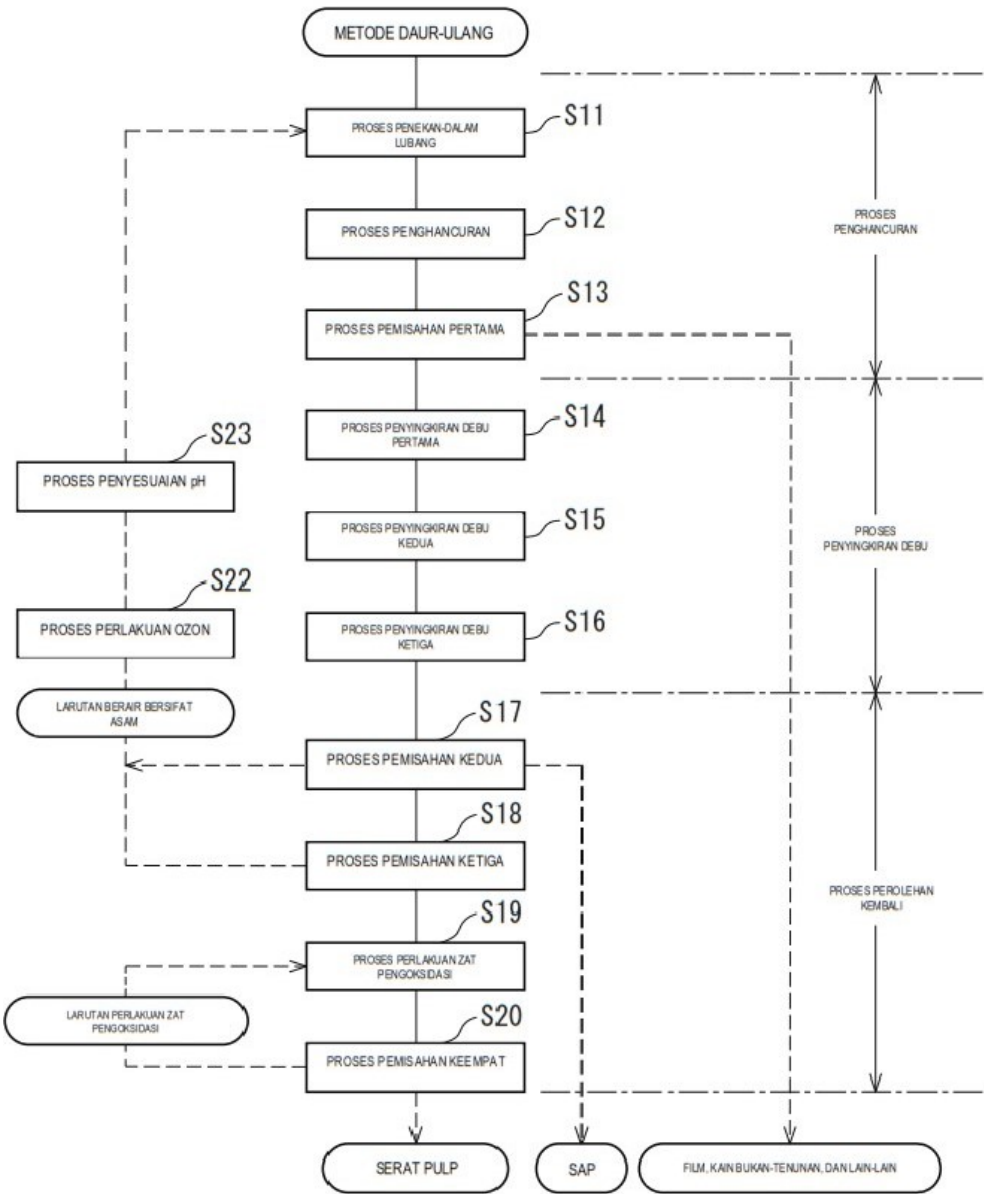 METODE DAUR-ULANG
PROSES PENEKAN-DALAM
LUBANG
S11
PROSES PENGHANCURAN
S12
PROSES
PENGHANCURAN
PROSES PEMISAHAN PERTAMA
S13
PROSES PENYINGKIRAN DEBU
PERTAMA
S14
S23
PROSES PENYESUAIAN pH
PROSES PENYINGKIRAN DEBU
KEDUA
S15
PROSES
PENYINGKIRAN DEBU
S22
PROSES PERLAKUAN OZON
PROSES PENYINGKIRAN DEBU
KETIGA
S16
LARUTAN BERAIR BERSIFAT
ASAM
S17
PROSES PEMISAHAN KEDUA
S18
PROSES PEMISAHAN KETIGA
PROSES PEROLEHAN
KEMBALI
S19
PROSES PERLAKUAN ZAT
PENGOKSIDASI
LARUTAN PERLAKUAN ZAT
PENGOKSIDASI
S20
PROSES PEMISAHAN KEEMPAT
SERAT PULP
SAP
FILM, KAIN BUKAN-TENUNAN, DAN LAIN-LAIN